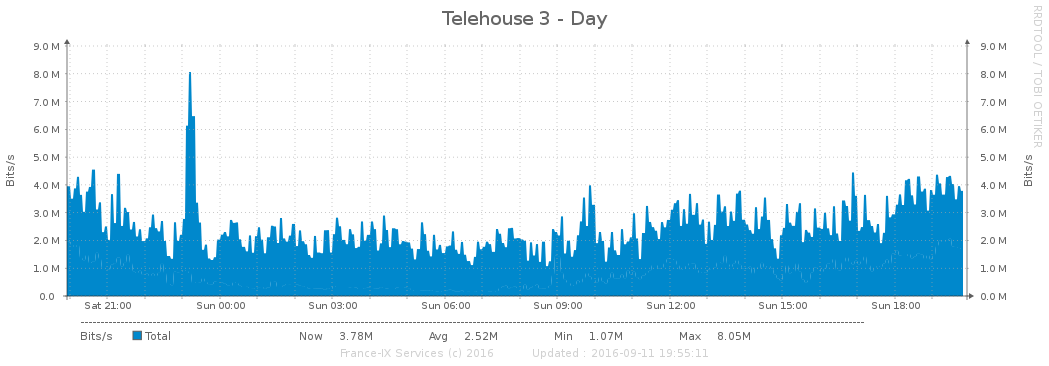 Telehouse 3 - Day
RRDTOOL / TOBI OETIKER
Bits/s
Bits/s
9.0 M 9.0 M
8.0 M 8.0 M
7.0 M 7.0 M
6.0 M 6.0 M
5.0 M 5.0 M
4.0 M 4.0 M
3.0 M 3.0 M
2.0 M 2.0 M
1.0 M 1.0 M
0.0 0.0 M
Sat 21:00 Sun 00:00 Sun 03:00 Sun 06:00 Sun 09:00 Sun 12:00 Sun 15:00 Sun 18:00
Bits/s Total Now 3.78M Avg 2.52M Min 1.07M Max 8.05M
France-IX Services (c) 2016 Updated : 2016-09-11 19:55:11